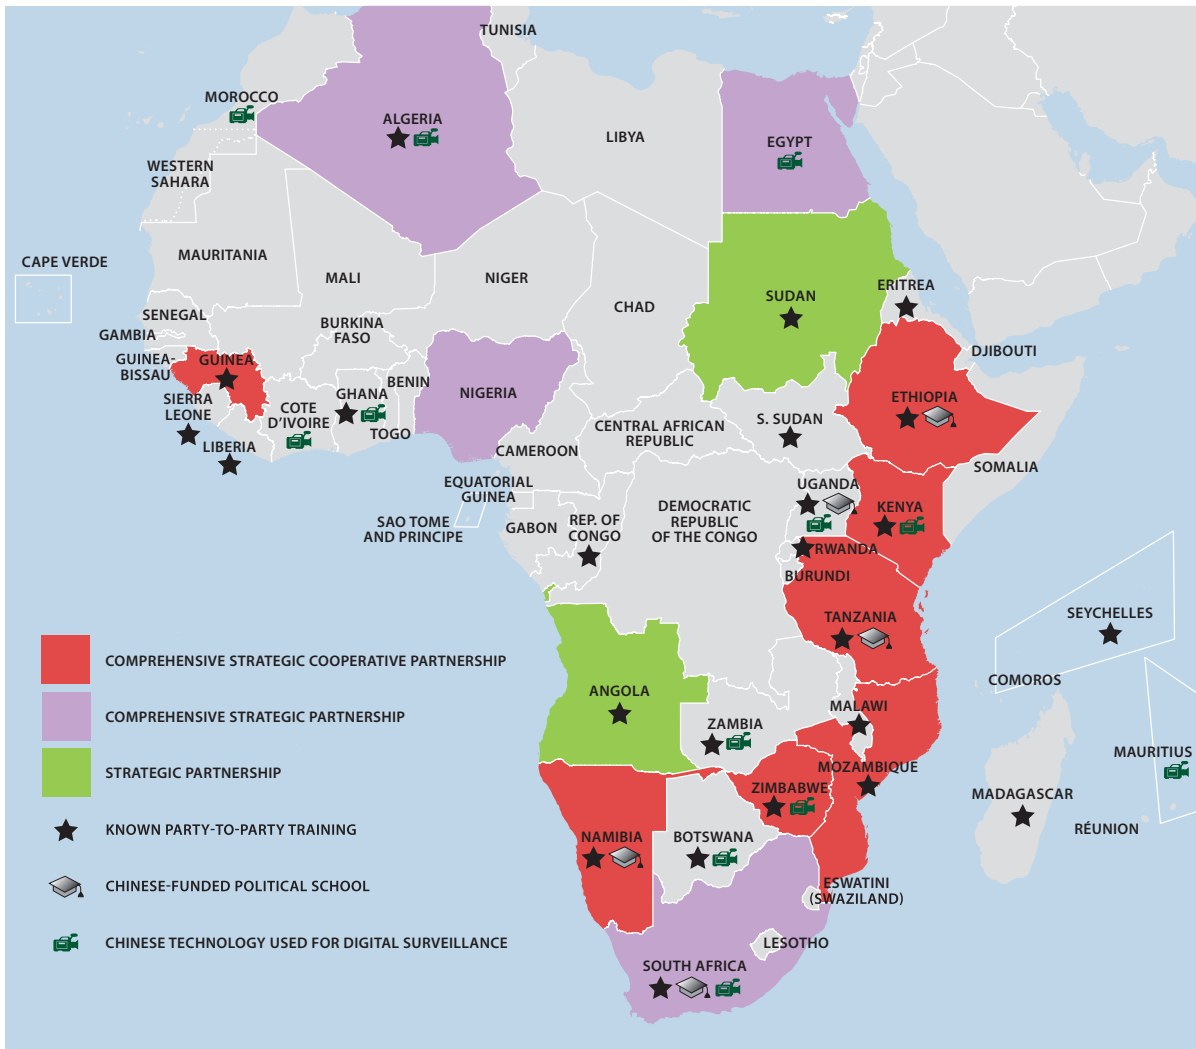 TUNISIA
MOROCCO
ALGERIA
LIBYA
EGYPT
WESTERN
SAHARA
MAURITANIA
CAPE VERDE
MALI
NIGER
CHAD
SUDAN
ERITREA
SENEGAL
GAMBIA
BURKINA
FASO
GUINEA-
BISSAU
GUINEA
DJIBOUTI
BENIN
NIGERIA
GHANA
ETHIOPIA
SIERRA
LEONE
COTE
D'IVOIRE
TOGO
S. SUDAN
CENTRAL AFRICAN
REPUBLIC
LIBERIA
CAMEROON
SOMALIA
EQUATORIAL
GUINEA
UGANDA
KENYA
SAO TOME
AND PRINCIPE
GABON
REP. OF
CONGO
DEMOCRATIC
REPUBLIC
OF THE CONGO
RWANDA
BURUNDI
TANZANIA
SEYCHELLES
COMPREHENSIVE STRATEGIC COOPERATIVE PARTNERSHIP
COMOROS
ANGOLA
MALAWI
COMPREHENSIVE STRATEGIC PARTNERSHIP
ZAMBIA
MAURITIUS
STRATEGIC PARTNERSHIP
MOZAMBIQUE
ZIMBABWE
MADAGASCAR
KNOWN PARTY-TO-PARTY TRAINING
RÉUNION
NAMIBIA
BOTSWANA
CHINESE-FUNDED POLITICAL SCHOOL
ESWATINI
(SWAZILAND)
CHINESE TECHNOLOGY USED FOR DIGITAL SURVEILLANCE
LESOTHO
SOUTH AFRICA